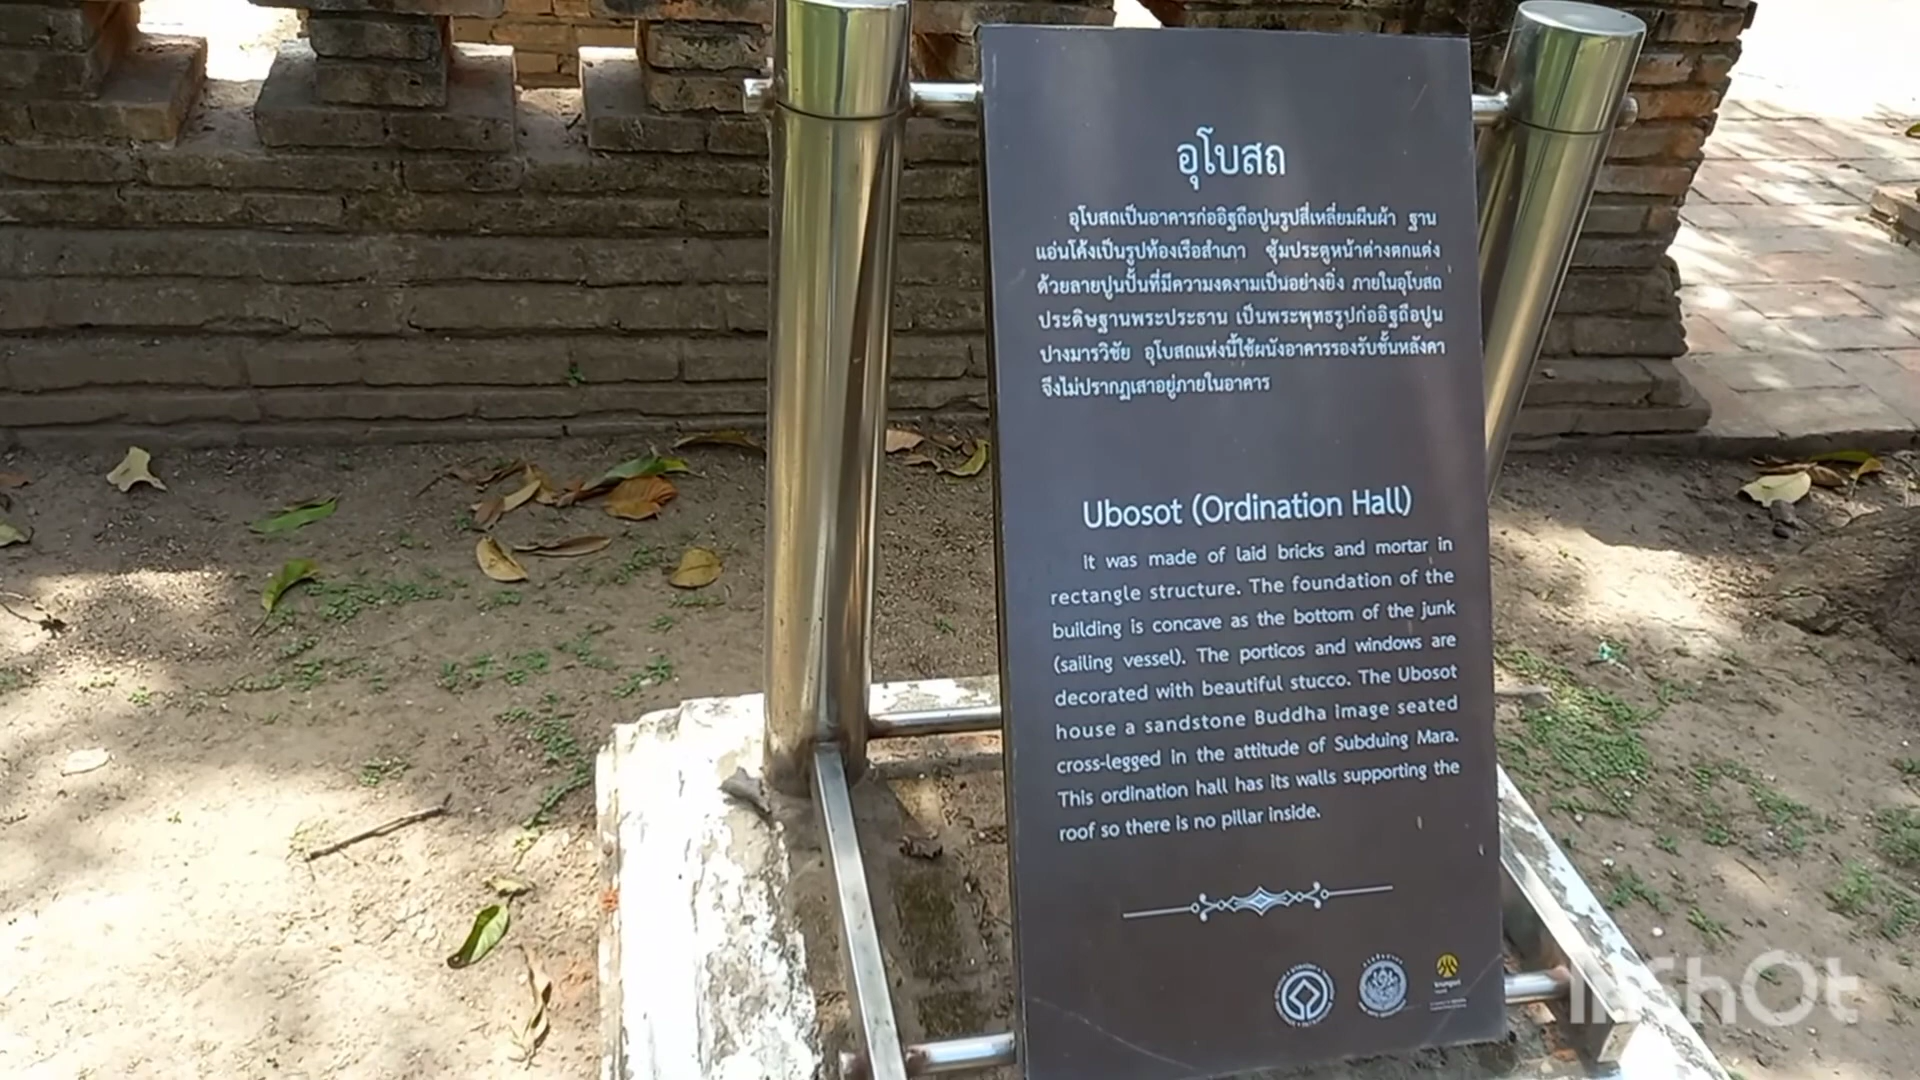 อุโบสถ
อุโบสถเป็นอาคารก่ออิฐถือปูนรูปสี่เหลี่ยมผืนผ้า ฐาน
แอ่นโค้งเป็นรูปท้องเรือสำเภา ซุ้มประตูหน้าต่างตกแต่ง
ด้วยลายปูนปั้นที่มีความงดงามเป็นอย่างยิ่ง ภายในอุโบสถ
ประดิษฐานพระประธาน เป็นพระพุทธรูปก่ออิฐถือปูน
ปางมารวิชัย อุโบสถแห่งนี้ใช้ผนังอาคารรองรับชั้นหลังคา
จึงไม่ปรากฏเสาอยู่ภายในอาคาร
Ubosot (Ordination Hall)
it was made of laid bricks and mortar in
rectangle structure. The foundation of the
building is concave as the bottom of the junk
(sailing vessel). The porticos and windows are
decorated with beautiful stucco. The Ubosot
house a sandstone Buddha image seated
cross-legged in the attitude of Subduing Mara.
This ordination hall has its walls supporting the
roof so there is no pillar inside.
krungsri
InShOt